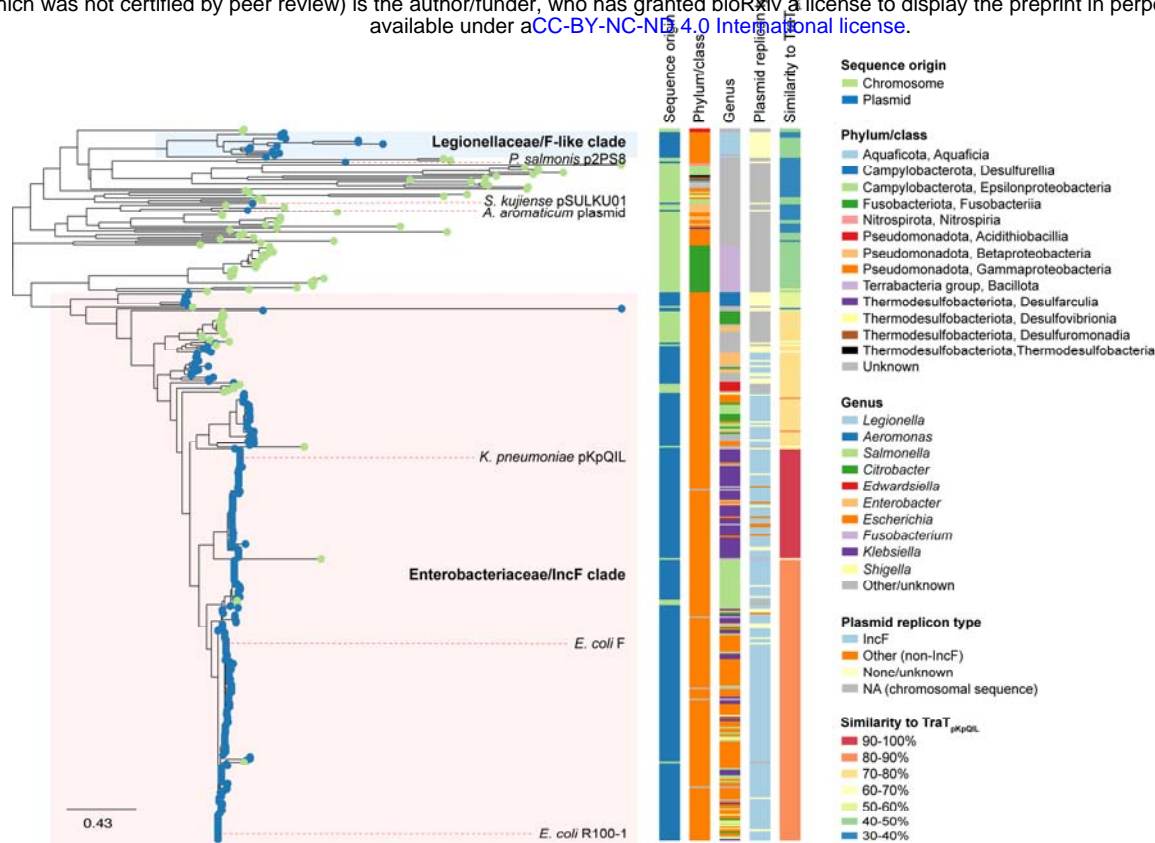 which was not certified by peer review) is the author/funder, who has granted bioRxiv a license to display the preprint in perpe
available under aCC-BY-NC-ND 4.0 International license.
Sequence origin
Phylum/class
Genus
Plasmid replicon
Similarity to TraT
Legionellaceae/F-like clade
P. salmonis p2PS8
S. kujiense pSULKU01
A. aromaticum plasmid
K. pneumoniae pKpQIL
Enterobacteriaceae/IncF clade
E. coli F
E. coli R100-1
0.43
Sequence origin
Chromosome
Plasmid
Phylum/class
Aquaficota, Aquaficia
Campylobacterota, Desulfurellia
Campylobacterota, Epsilonproteobacteria
Fusobacteriota, Fusobacteriia
Nitrospirota, Nitrospiria
Pseudomonadota, Acidithiobacillia
Pseudomonadota, Betaproteobacteria
Pseudomonadota, Gammaproteobacteria
Terrabacteria group, Bacillota
Thermodesulfobacteriota, Desulfarculia
Thermodesulfobacteriota, Desulfovibrionia
Thermodesulfobacteriota, Desulfuromonadia
Thermodesulfobacteriota,Thermodesulfobacteria
Unknown
Genus
Legionella
Aeromonas
Salmonella
Citrobacter
Edwardsiella
Enterobacter
Escherichia
Fusobacterium
Klebsiella
Shigella
Other/unknown
Plasmid replicon type
IncF
Other (non-IncF)
None/unknown
NA (chromosomal sequence)
Similarity to TraTpKpQIL
90-100%
80-90%
70-80%
60-70%
50-60%
40-50%
30-40%